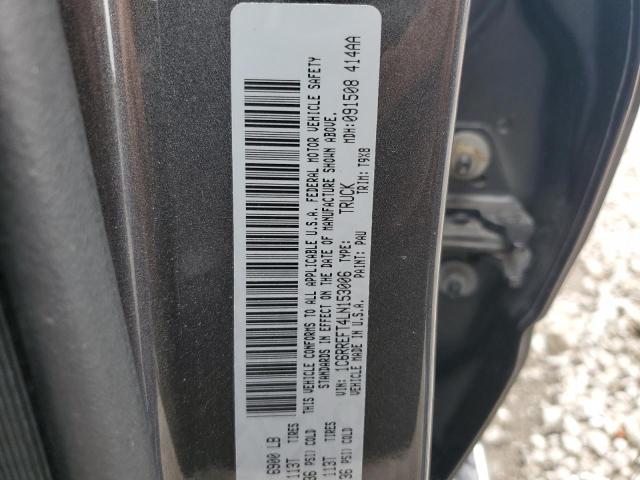 THIS VEHICLE CONFORMS TO ALL APPLICABLE U.S.A. FEDERAL MOTOR VEHICLE SAFETY
STANDARDS IN EFFECT ON THE DATE OF MANUFACTURE SHOWN ABOVE.
VIN: 1C6RREFT4LN153006 TYPE: TRUCK MDH:091508 414AA
VEHICLE MADE IN U.S.A. PAINT: PAU TRIM: T9X8
6900 LB
113T TIRES
36 PSI) COLD
113T TIRES
36 PSI) COLD